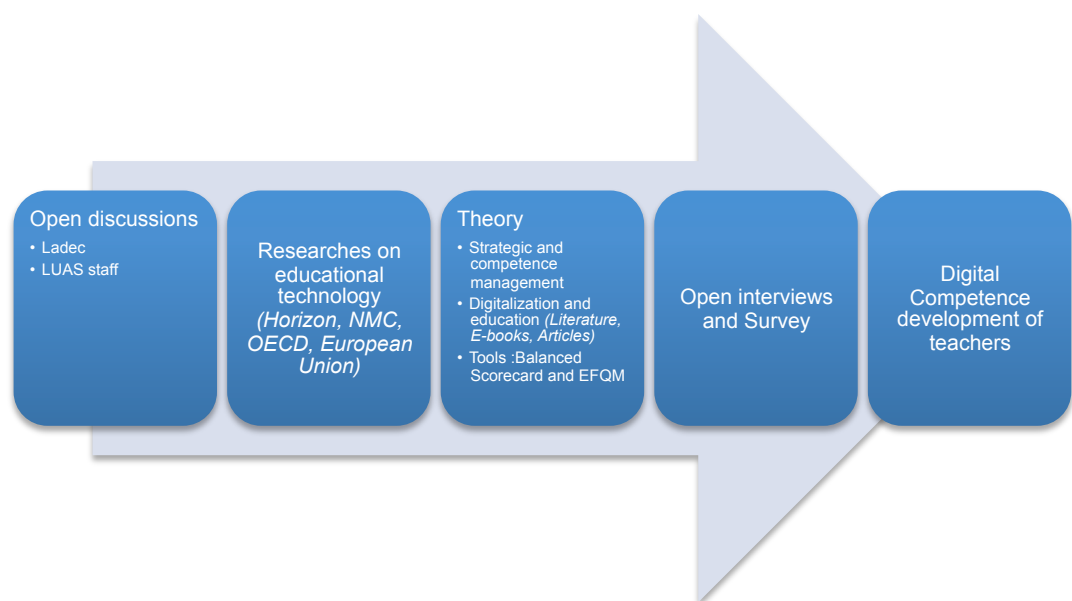 Open discussions
• Ladec
• LUAS staff
Researches on
educational
technology
(Horizon, NMC,
OECD, European
Union)
Theory
• Strategic and
competence
management
• Digitalization and
education (Literature,
E-books, Articles)
• Tools :Balanced
Scorecard and EFQM
Open interviews
and Survey
Digital
Competence
development of
teachers